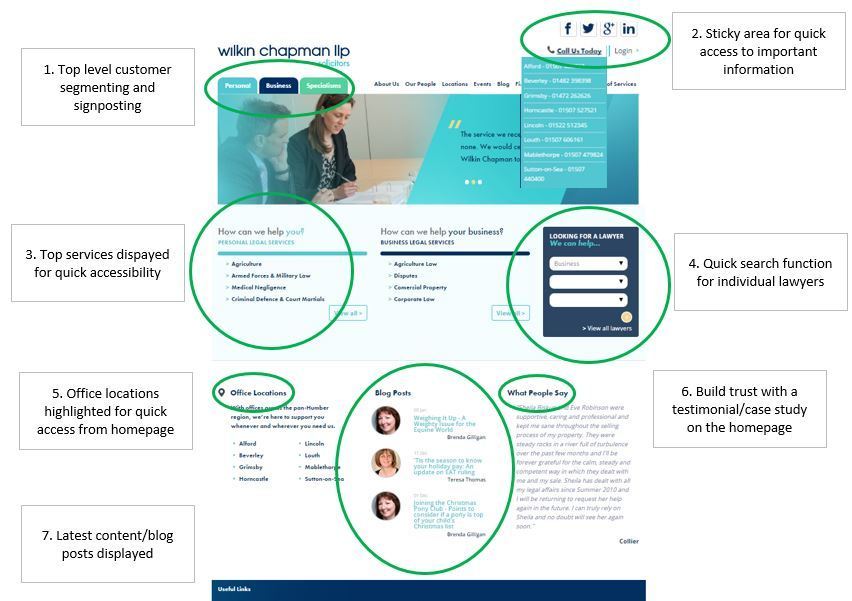 1. Top level customer
segmenting and
signposting
2. Sticky area for quick
access to important
information
wilkin chapman llp
solicitors
Call Us Today
Login
Personal
Business
Specialisms
About Us
Our People
Locations
Events
Blog
of Services
Alford - 01507
Beverley - 01482 398398
Grimsby - 01472 262626
Horncastle - 01507 527521
Lincoln - 01522 512345
Louth - 01507 606161
Mablethorpe - 01507 479824
Sutton-on-Sea - 01507
440400
The service we rece
none. We would ce
Wilkin Chapman to
3. Top services dispayed
for quick accessibility
How can we help you?
PERSONAL LEGAL SERVICES
Agriculture
Armed Forces & Military Law
Medical Negligence
Criminal Defence & Court Martials
View all >
How can we help your business?
BUSINESS LEGAL SERVICES
Agriculture Law
Disputes
Comercial Property
Corporate Law
View all >
LOOKING FOR A LAWYER
We can help...
Business
> View all lawyers
4. Quick search function
for individual lawyers
5. Office locations
highlighted for quick
access from homepage
Office Locations
With offices across the pan-Humber
region, we're here to support you
whenever and wherever you need us.
Alford
Beverley
Grimsby
Horncastle
Lincoln
Louth
Mablethorpe
Sutton-on-Sea
Blog Posts
Weighing It Up - A
Weighty Issue for the
Equine World
Brenda Gilligan
'Tis the season to know
your holiday pay: An
update on EAT ruling
Teresa Thomas
Joining the Christmas
Pony Club - Points to
consider if a pony is top
of your child's
Christmas list
Brenda Gilligan
What People Say
and Eve Robinson were
supportive, caring and professional and
kept me sane throughout the selling
process of my property. They were
steady rocks in a river full of turbulence
over the past few months and I'll be
forever grateful for the calm, steady and
competent way in which they dealt with
me and my sale. Sheila has dealt with all
my legal affairs since Summer 2010 and
I will be returning to request her help
again in the future. I can truly rely on
Sheila and no doubt will see her again
soon."
Collier
6. Build trust with a
testimonial/case study
on the homepage
7. Latest content/blog
posts displayed
Useful Links